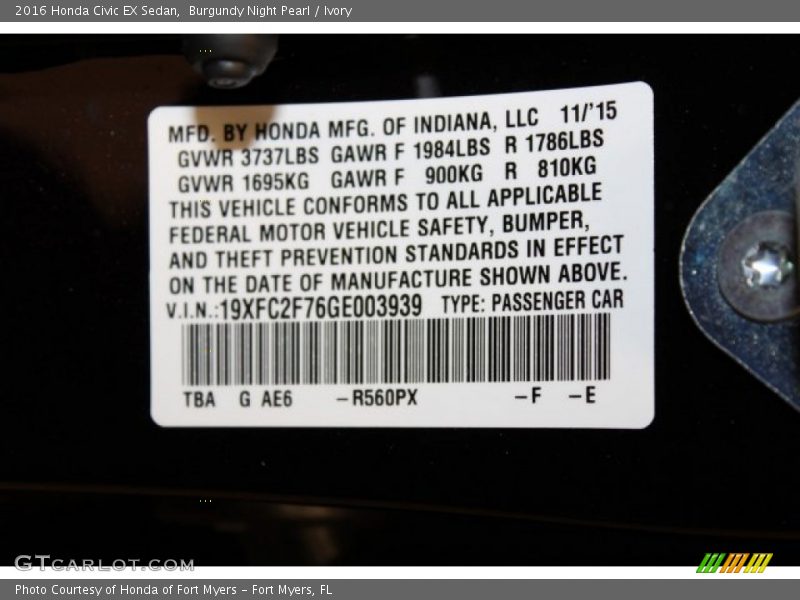 2016 Honda Civic EX Sedan, Burgundy Night Pearl / Ivory
MFD. BY HONDA MFG. OF INDIANA, LLC 11/'15
GVWR 3737LBS GAWR F 1984LBS R 1786LBS
GVWR 1695KG GAWR F 900KG R 810KG
THIS VEHICLE CONFORMS TO ALL APPLICABLE
FEDERAL MOTOR VEHICLE SAFETY, BUMPER,
AND THEFT PREVENTION STANDARDS IN EFFECT
ON THE DATE OF MANUFACTURE SHOWN ABOVE.
V.I.N.:19XFC2F76GE003939 TYPE: PASSENGER CAR
TBA G AE6 –R560PX –F –E
GTCARLOT.COM
Photo Courtesy of Honda of Fort Myers - Fort Myers, FL